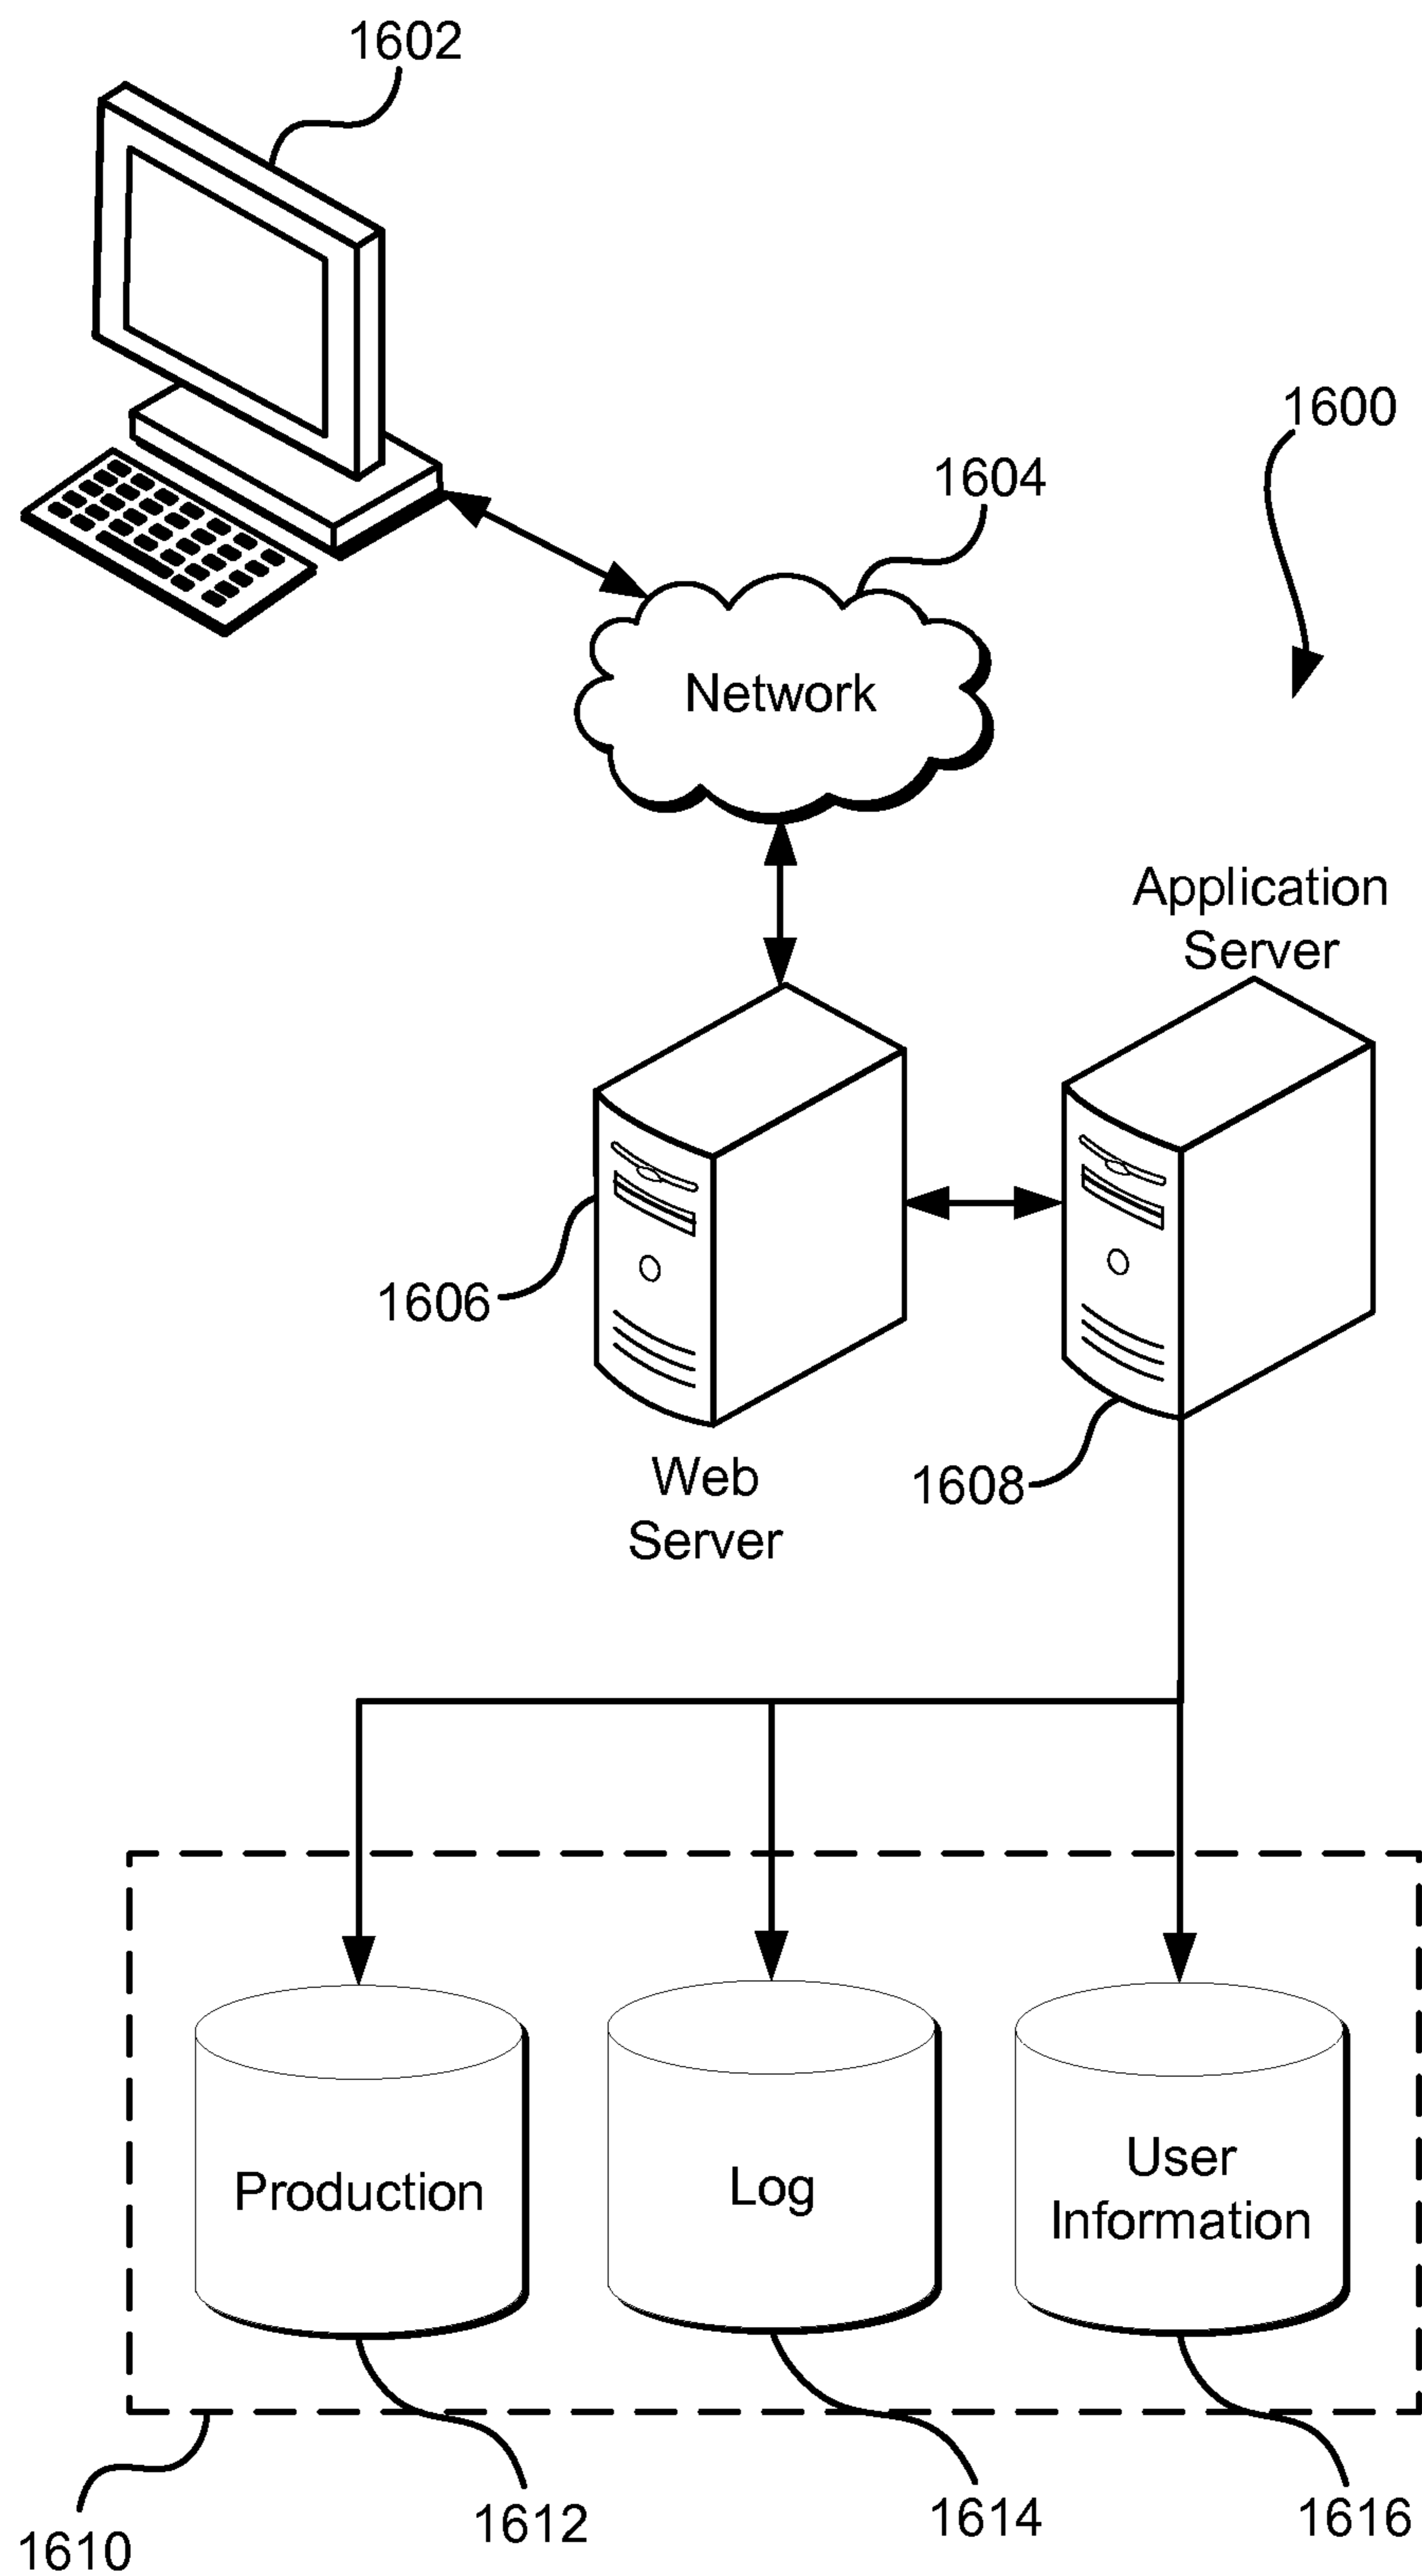 1602
1600
1604
Network
Application
Server
1606
Web
Server
1608
Production
Log
User
Information
1610
1612
1614
1616